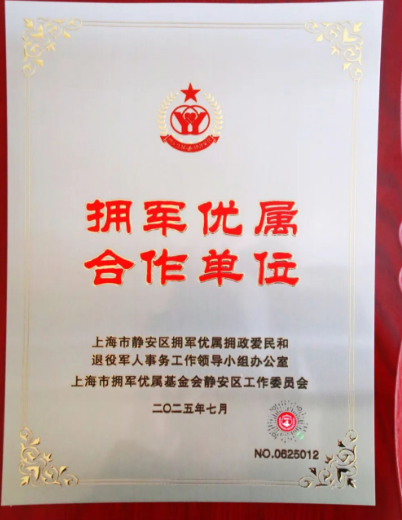 拥军优属
合作单位
上海市静安区拥军优属拥政爱民和
退役军人事务工作领导小组办公室
上海市拥军优属基金会静安区工作委员会
二〇二五年七月
NO.0625012